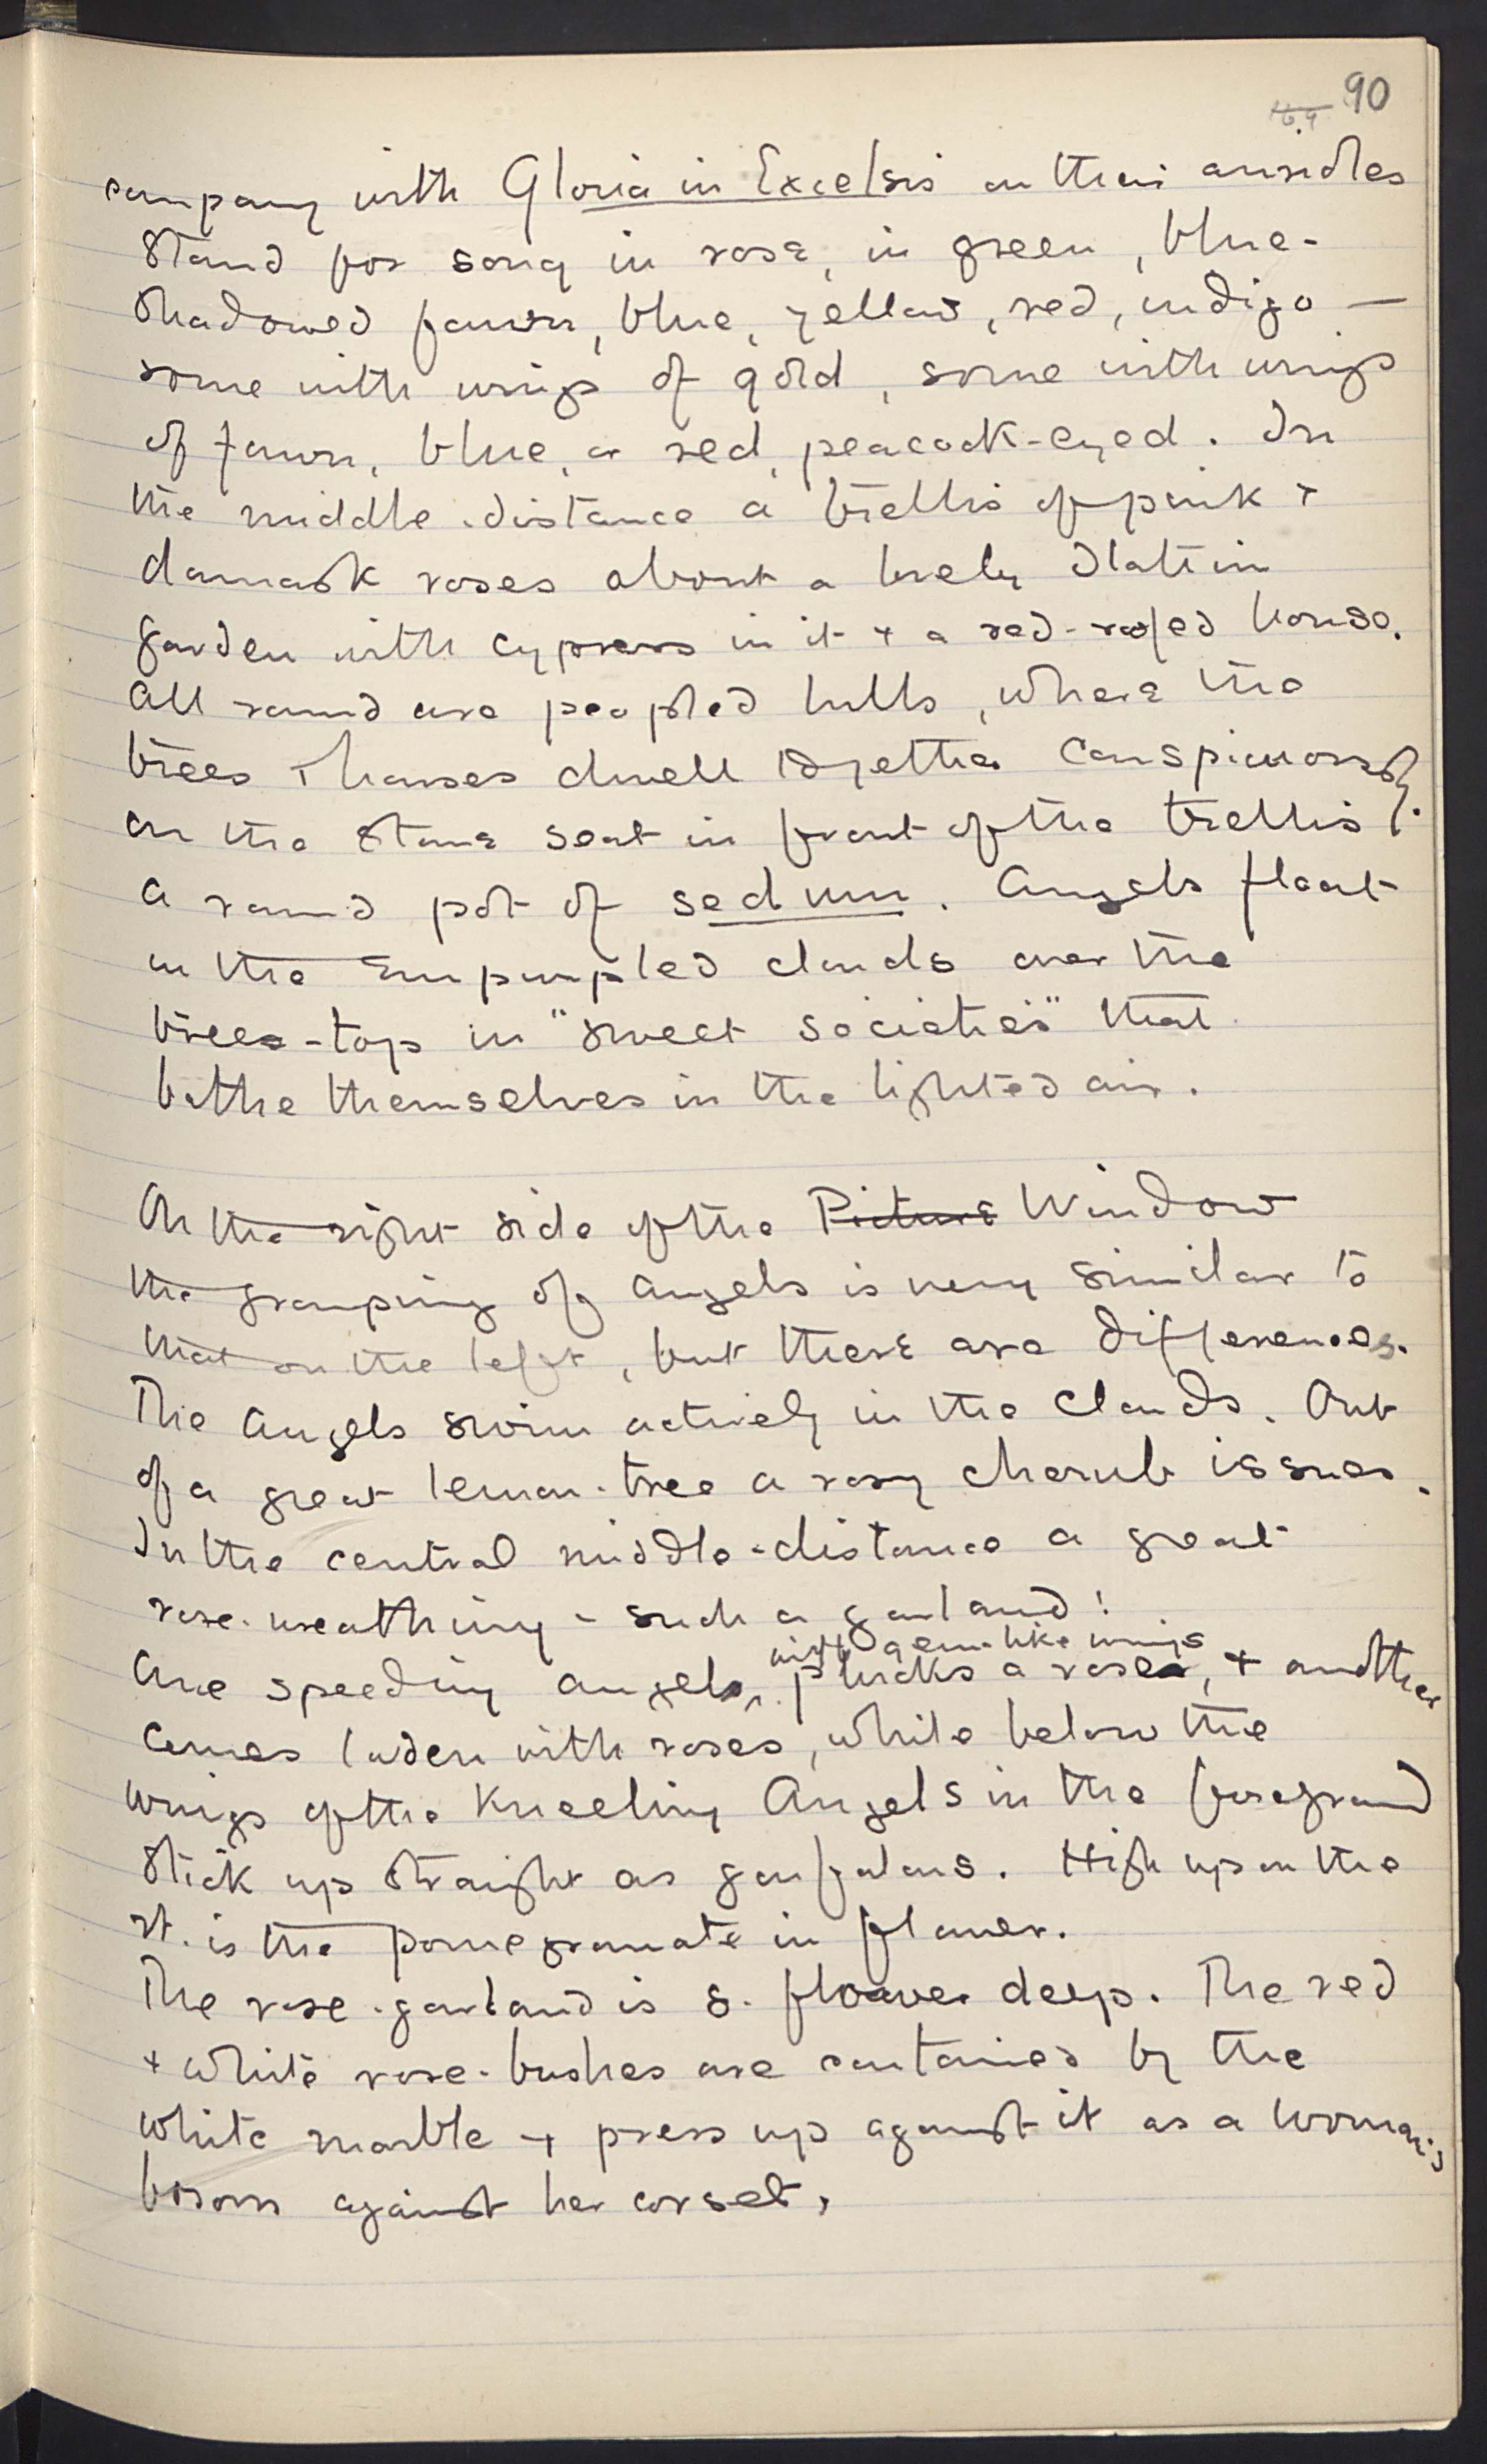 90
company with Gloria in Excelsis on their aureoles
stand for song in rose, in green, blue-
shadowed fawn, blue, yellow, red, indigo —
some with wings of gold, some with wings
of fawn, blue, or red, peacock-eyed. In
the middle-distance a trellis of pink +
damask roses about a lovely Italian
garden with cypress in it + a red-roofed house.
All round are peopled hills, where the
trees + houses dwell together conspicuously.
On the stone seat in front of the trellis
a round pot of sedum. Angels float
in the empurpled clouds over the
trees-top in "sweet societies" that
bathe themselves in the lighted air.
On the right side of the Picture Window
the grouping of angels is very similar to
that on the left, but there are differences.
The angels swim actively in the clouds. Out
of a great lemon-tree a rosy cherub issues.
In the central middle-distance a great
rose-wreathing - such a garland!
with gem-like wings
One speeding angel plucks a rose, + another
comes laden with roses, while below the
wings of the kneeling Angels in the foreground
stick up straight as gonfalons. High up on the
rt. is the pomegranate in flower.
The rose-garland is 8. flower deep. The red
+ white rose-bushes are contained by the
white marble + press up against it as a woman's
bosom against her corset.